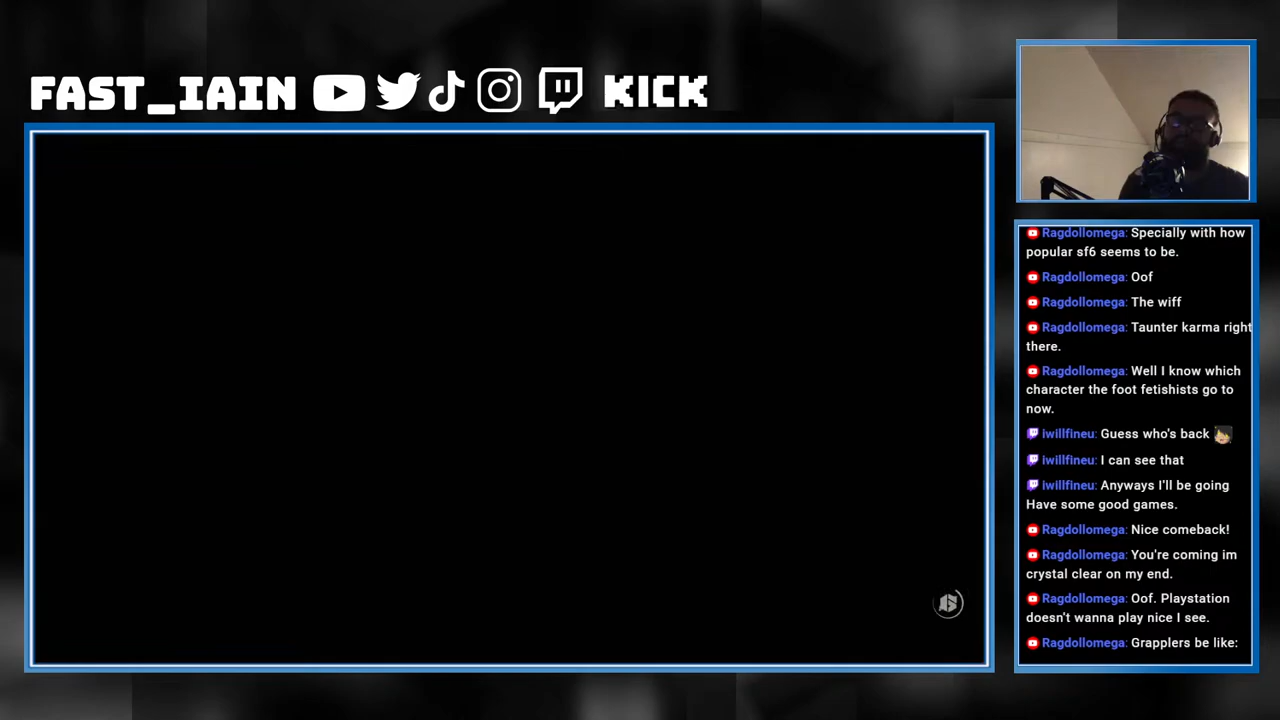 FAST_IAIN KICK
Ragdollomega: Specially with how
popular sf6 seems to be.
Ragdollomega: Oof
Ragdollomega: The wiff
Ragdollomega: Taunter karma right
there.
Ragdollomega: Well I know which
character the foot fetishists go to
now.
iwillfineu: Guess who's back
iwillfineu: I can see that
iwillfineu: Anyways I'll be going
Have some good games.
Ragdollomega: Nice comeback!
Ragdollomega: You're coming im
crystal clear on my end.
Ragdollomega: Oof. Playstation
doesn't wanna play nice I see.
Ragdollomega: Grapplers be like: